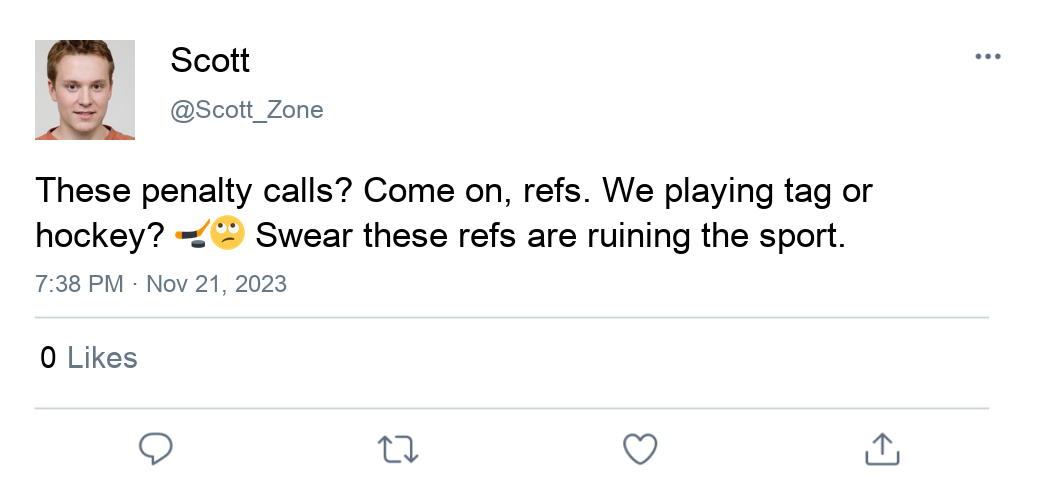 Scott
@Scott_Zone
These penalty calls? Come on, refs. We playing tag or
hockey? 🏒🙄 Swear these refs are ruining the sport.
7:38 PM · Nov 21, 2023
0 Likes